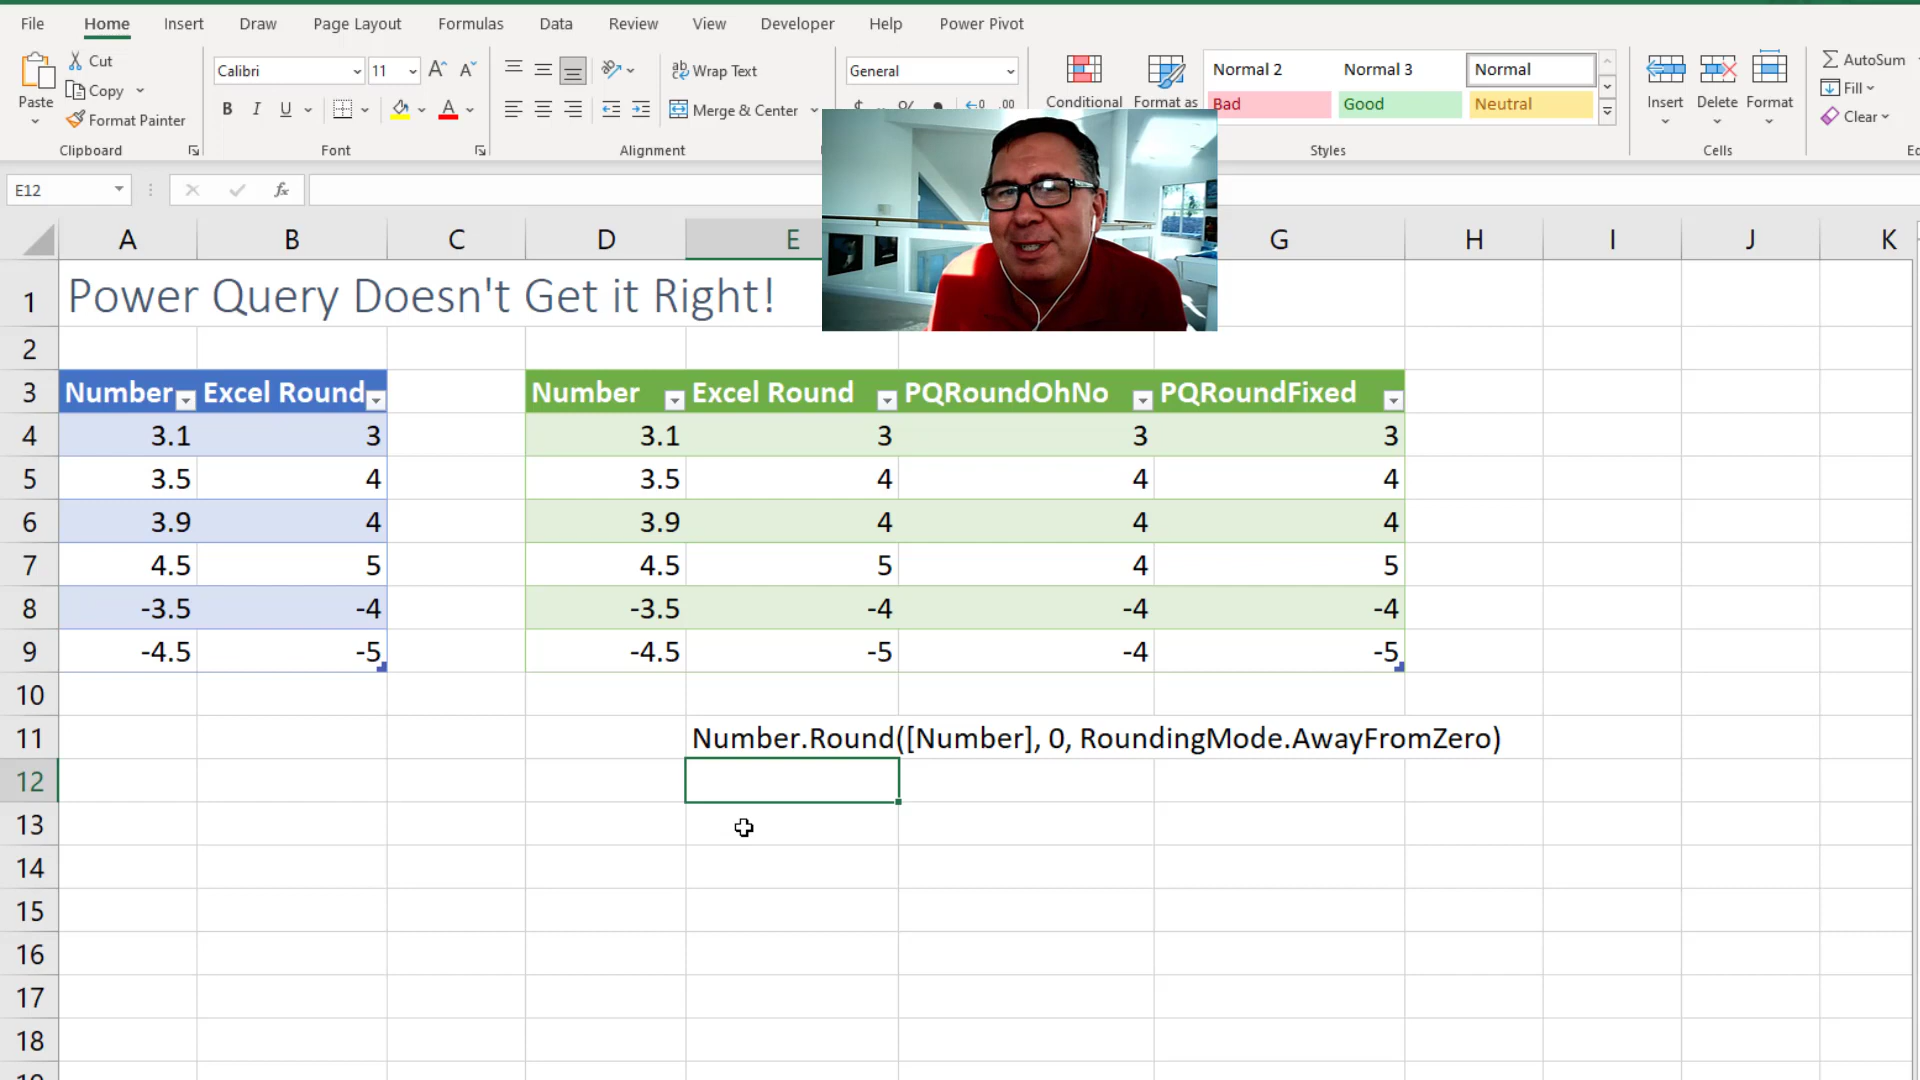 File Home Insert Draw Page Layout Formulas Data Review View Developer Help Power Pivot
Paste
Cut
Copy
Format Painter
Clipboard
Calibri 11
B I U
Font
Wrap Text
Merge & Center
Alignment
General
Conditional
Format as
Normal 2 Normal 3 Normal
Bad Good Neutral
Styles
Insert Delete Format
Cells
AutoSum
Fill
Clear
E12 fx
A B C D E G H I J K
1 Power Query Doesn't Get it Right!
2
3 Number Excel Round Number Excel Round PQRoundOhNo PQRoundFixed
4 3.1 3 3.1 3 3 3
5 3.5 4 3.5 4 4 4
6 3.9 4 3.9 4 4 4
7 4.5 5 4.5 5 4 5
8 -3.5 -4 -3.5 -4 -4 -4
9 -4.5 -5 -4.5 -5 -4 -5
10
11 Number.Round([Number], 0, RoundingMode.AwayFromZero)
12
13
14
15
16
17
18